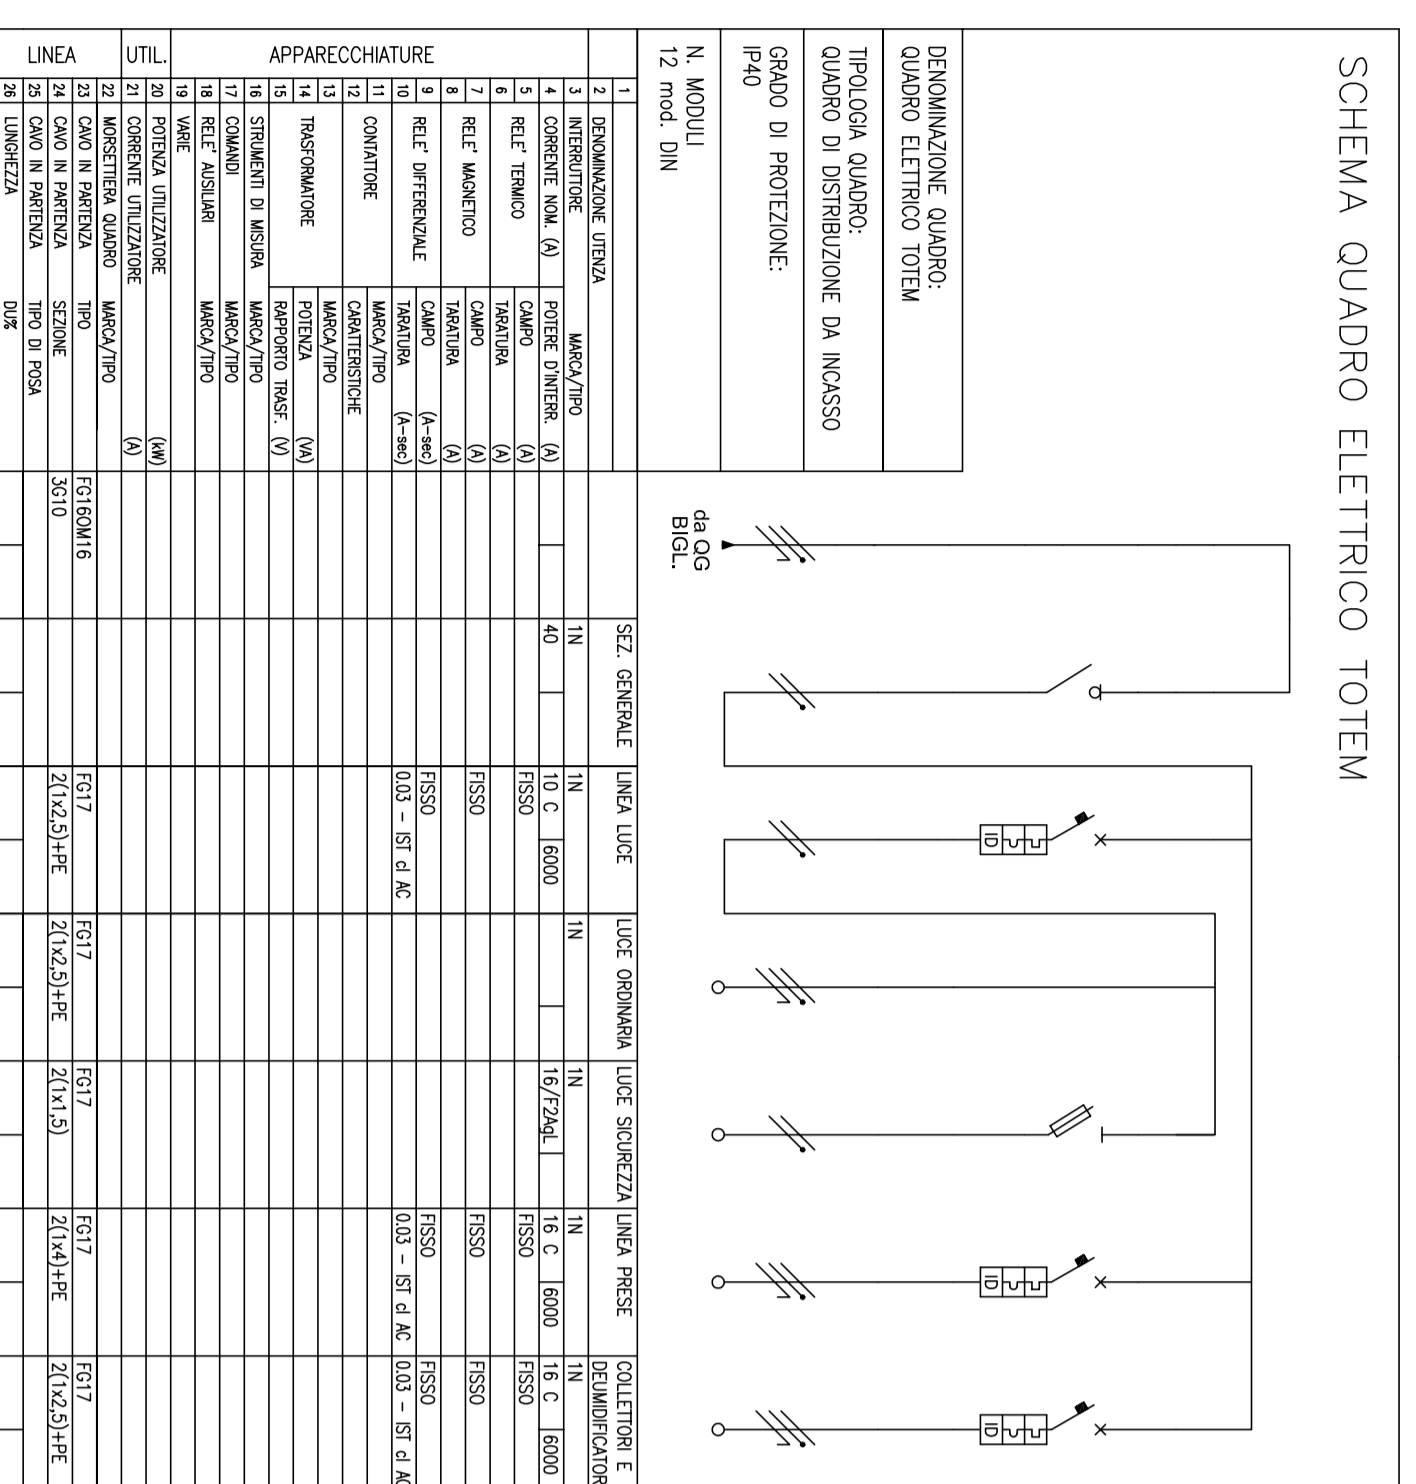 SCHEMA QUADRO ELETTRICO TOTEM
DENOMINAZIONE QUADRO:
QUADRO ELETTRICO TOTEM
TIPOLOGIA QUADRO:
QUADRO DI DISTRIBUZIONE DA INCASSO
GRADO DI PROTEZIONE:
IP40
N. MODULI
12 mod. DIN
da QG
BIGL.
ID
ID
ID
APPARECCHIATURE
UTIL.
LINEA
1 SEZ. GENERALE LINEA LUCE LUCE ORDINARIA LUCE SICUREZZA LINEA PRESE COLLETTORI E
2 DENOMINAZIONE UTENZA DEUMIDIFICATOR
3 INTERRUTTORE MARCA/TIPO 1N 1N 1N 1N 1N 1N
4 CORRENTE NOM. (A) POTERE D'INTERR. (A) 40 10 C 6000 16/F2AgL 16 C 6000 16 C 6000
5 RELE' TERMICO CAMPO (A) FISSO FISSO FISSO
6 TARATURA (A)
7 RELE' MAGNETICO CAMPO (A) FISSO FISSO FISSO
8 TARATURA (A)
9 RELE' DIFFERENZIALE CAMPO (A-sec) FISSO FISSO FISSO
10 TARATURA (A-sec) 0.03 - IST cl AC 0.03 - IST cl AC 0.03 - IST cl AC
11 CONTATTORE MARCA/TIPO
12 CARATTERISTICHE
13 MARCA/TIPO
14 TRASFORMATORE POTENZA (VA)
15 RAPPORTO TRASF. (V)
16 STRUMENTI DI MISURA MARCA/TIPO
17 COMANDI MARCA/TIPO
18 RELE' AUSILIARI MARCA/TIPO
19 VARIE
20 POTENZA UTILIZZATORE (kW)
21 CORRENTE UTILIZZATORE (A)
22 MORSETTIERA QUADRO MARCA/TIPO
23 CAVO IN PARTENZA TIPO FG16OM16 FG17 FG17 FG17 FG17 FG17
24 CAVO IN PARTENZA SEZIONE 3G10 2(1x2,5)+PE 2(1x2,5)+PE 2(1x1,5) 2(1x4)+PE 2(1x2,5)+PE
25 CAVO IN PARTENZA TIPO DI POSA
26 LUNGHEZZA DU%